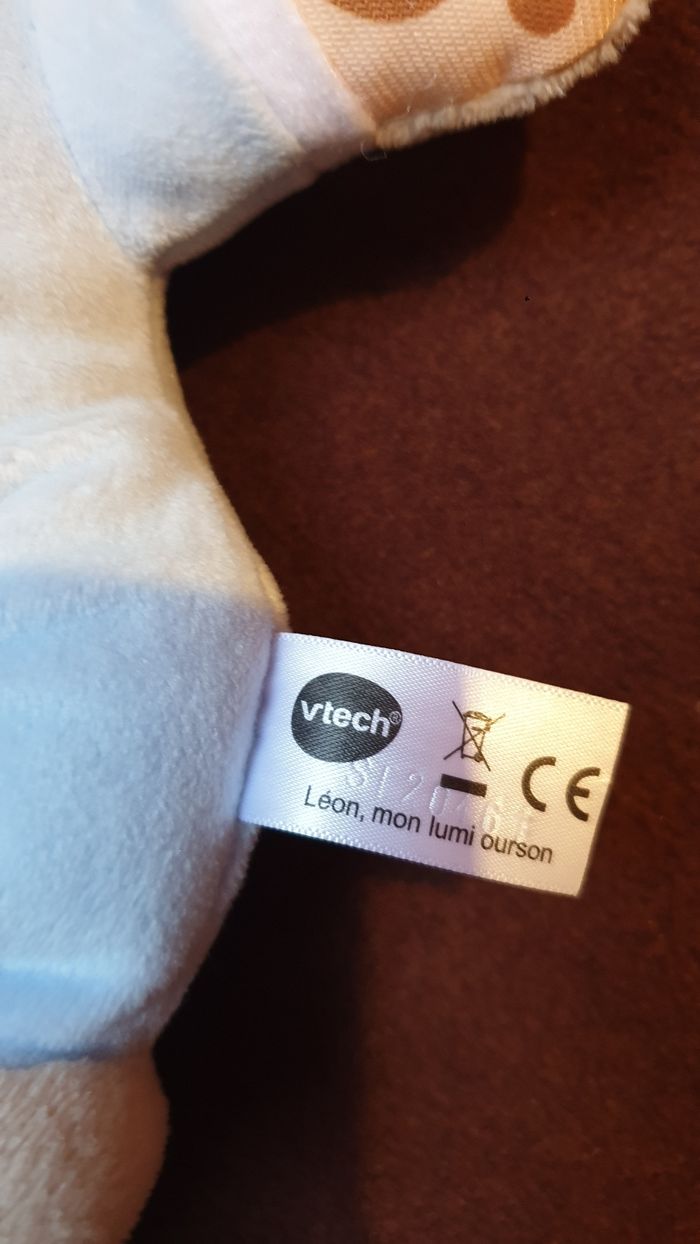 vtech®
CE
Léon, mon lumi ourson